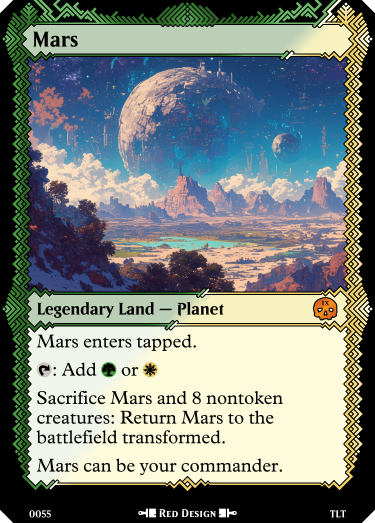 Mars
Legendary Land — Planet
Mars enters tapped.
: Add or
Sacrifice Mars and 8 nontoken
creatures: Return Mars to the
battlefield transformed.
Mars can be your commander.
0055
RED DESIGN
TLT